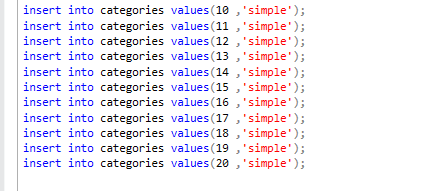 insert into categories values(10 ,'simple');
insert into categories values(11 ,'simple');
insert into categories values(12 ,'simple');
insert into categories values(13 ,'simple');
insert into categories values(14 ,'simple');
insert into categories values(15 ,'simple');
insert into categories values(16 ,'simple');
insert into categories values(17 ,'simple');
insert into categories values(18 ,'simple');
insert into categories values(19 ,'simple');
insert into categories values(20 ,'simple');